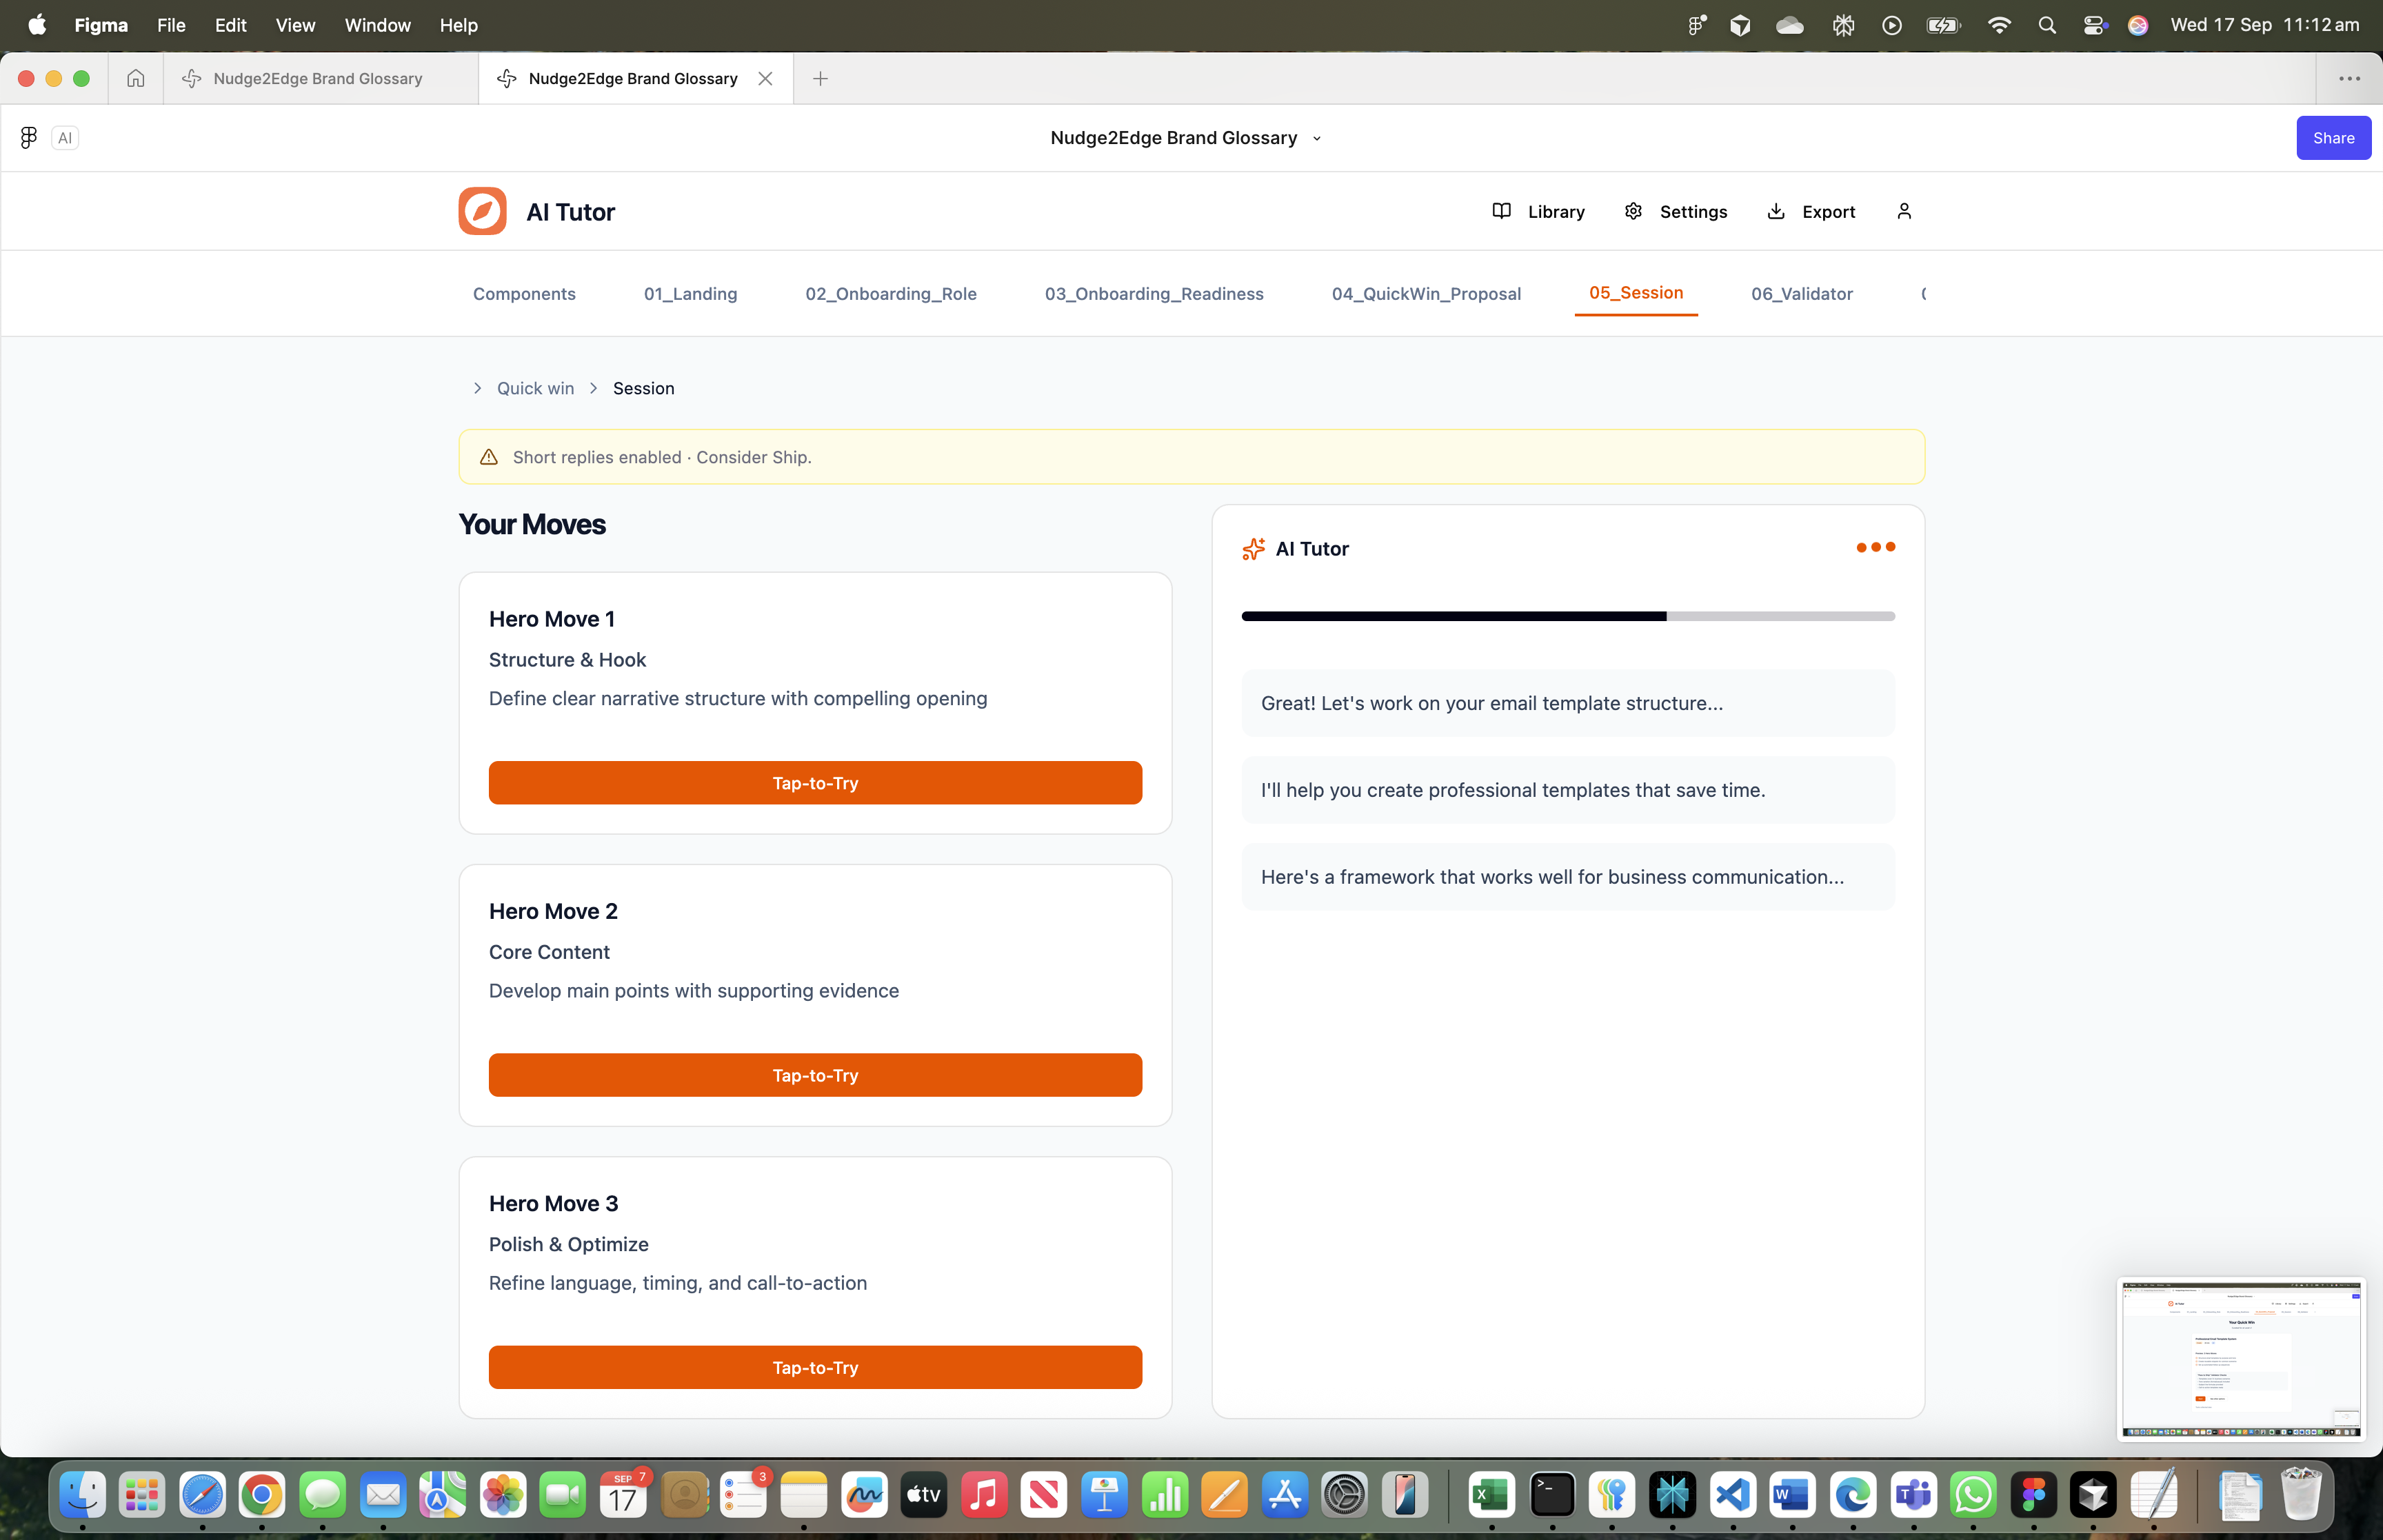 Figma File Edit View Window Help Wed 17 Sep 11:12 am
Nudge2Edge Brand Glossary Nudge2Edge Brand Glossary
AI Nudge2Edge Brand Glossary Share
AI Tutor Library Settings Export
Components 01_Landing 02_Onboarding_Role 03_Onboarding_Readiness 04_QuickWin_Proposal 05_Session 06_Validator
Quick win Session
Short replies enabled · Consider Ship.
Your Moves
Hero Move 1
Structure & Hook
Define clear narrative structure with compelling opening
Tap-to-Try
Hero Move 2
Core Content
Develop main points with supporting evidence
Tap-to-Try
Hero Move 3
Polish & Optimize
Refine language, timing, and call-to-action
Tap-to-Try
AI Tutor
Great! Let's work on your email template structure...
I'll help you create professional templates that save time.
Here's a framework that works well for business communication...
Your Quick Win
SEP 7
17
3
tv